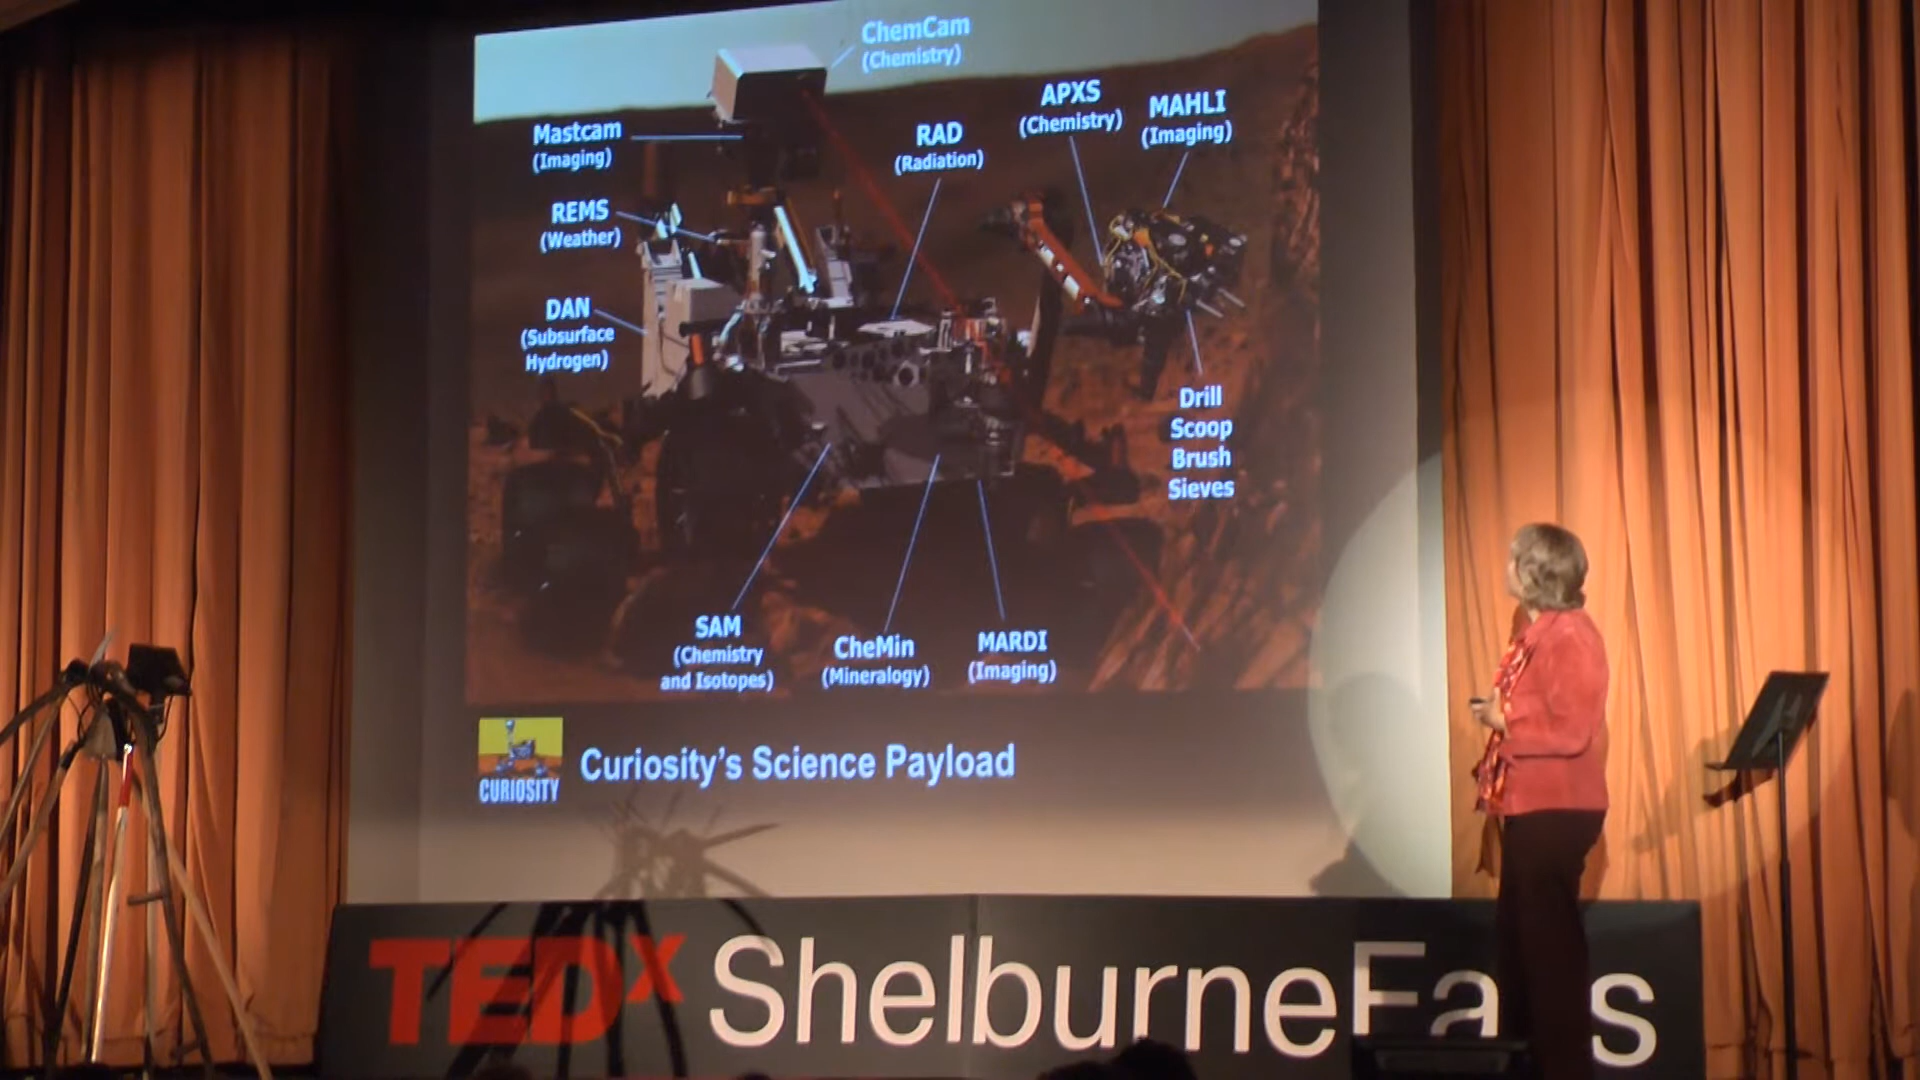 ChemCam
(Chemistry)
APXS
(Chemistry)
MAHLI
(Imaging)
Mastcam
(Imaging)
RAD
(Radiation)
REMS
(Weather)
DAN
(Subsurface
Hydrogen)
Drill
Scoop
Brush
Sieves
SAM
(Chemistry
and Isotopes)
CheMin
(Mineralogy)
MARDI
(Imaging)
CURIOSITY
Curiosity's Science Payload
TEDx ShelburneFa s